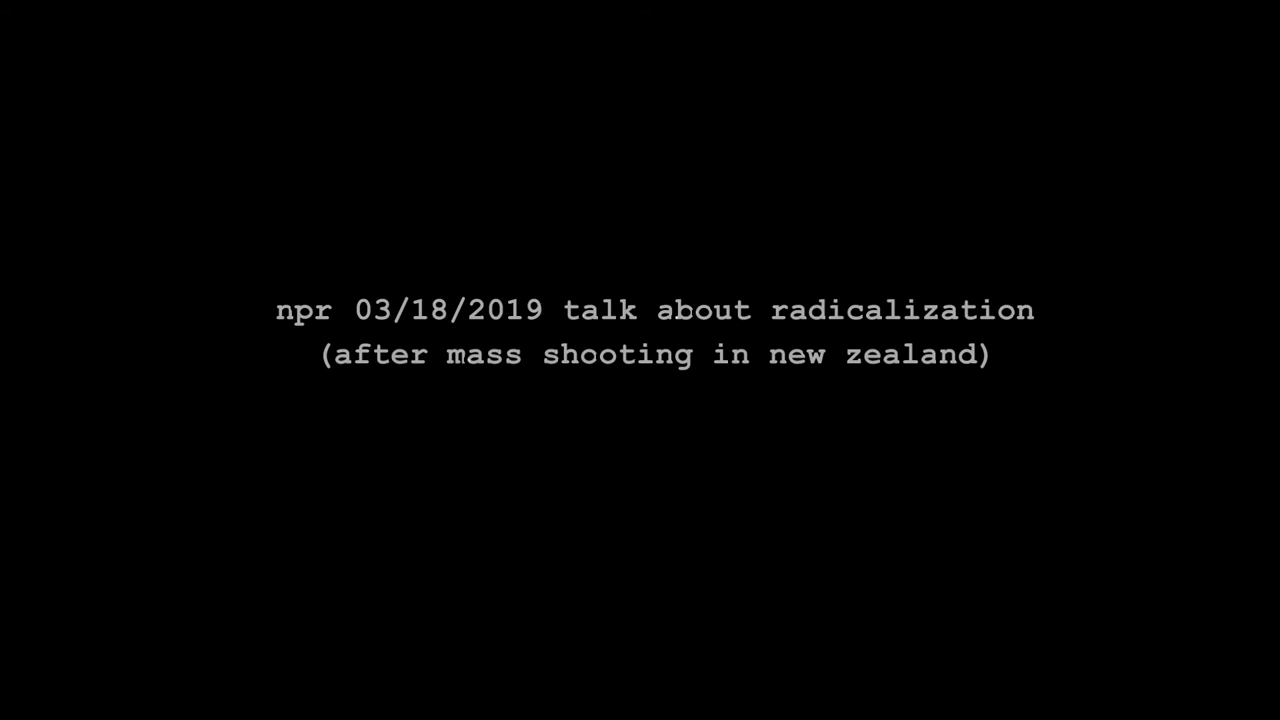 npr 03/18/2019 talk about radicalization
(after mass shooting in new zealand)